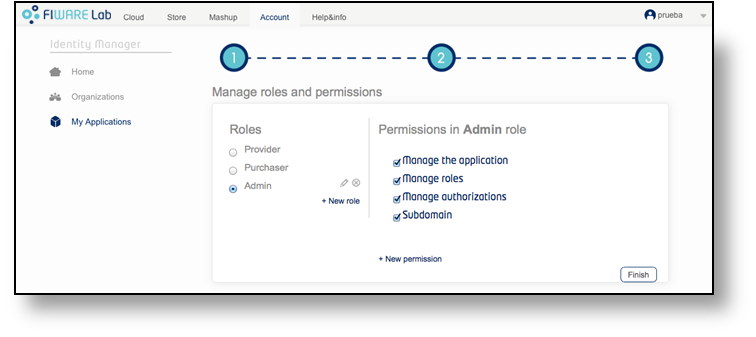 FIWARE Lab Cloud Store Mashup Account Help&info prueba
Identity Manager
Home
Organizations
My Applications
1 2 3
Manage roles and permissions
Roles
Provider
Purchaser
Admin
+ New role
Permissions in Admin role
Manage the application
Manage roles
Manage authorizations
Subdomain
+ New permission
Finish